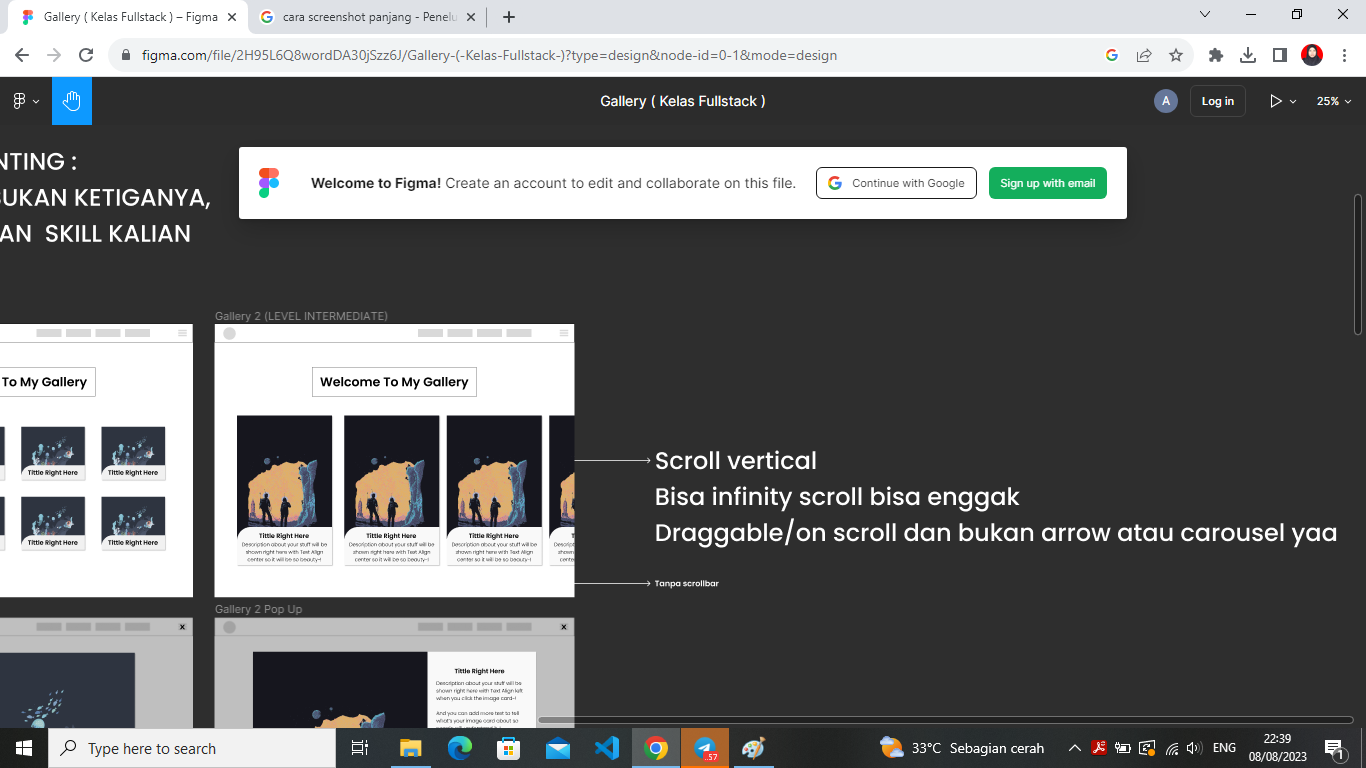 Gallery ( Kelas Fullstack ) – Figma
cara screenshot panjang - Penelu
figma.com/file/2H95L6Q8wordDA30jSzz6J/Gallery-(-Kelas-Fullstack-)?type=design&node-id=0-1&mode=design
Gallery ( Kelas Fullstack )
A
Log in
25%
NTING :
BUKAN KETIGANYA,
AN SKILL KALIAN
Welcome to Figma! Create an account to edit and collaborate on this file.
Continue with Google
Sign up with email
Gallery 2 (LEVEL INTERMEDIATE)
To My Gallery
Tittle Right Here
Tittle Right Here
Tittle Right Here
Tittle Right Here
Welcome To My Gallery
Tittle Right Here
Description about your stuff will be
shown right here with Text Align
center so it will be so beauty~!
Tittle Right Here
Description about your stuff will be
shown right here with Text Align
center so it will be so beauty~!
Tittle Right Here
Description about your stuff will be
shown right here with Text Align
center so it will be so beauty~!
Scroll vertical
Bisa infinity scroll bisa enggak
Draggable/on scroll dan bukan arrow atau carousel yaa
Tanpa scrollbar
Gallery 2 Pop Up
x
x
Tittle Right Here
Description about your stuff will be
shown right here with Text Align left
when you click the image card~!
And you can add more text to tell
what's your image card about so
Type here to search
57
33°C Sebagian cerah
ENG
22:39
08/08/2023
1